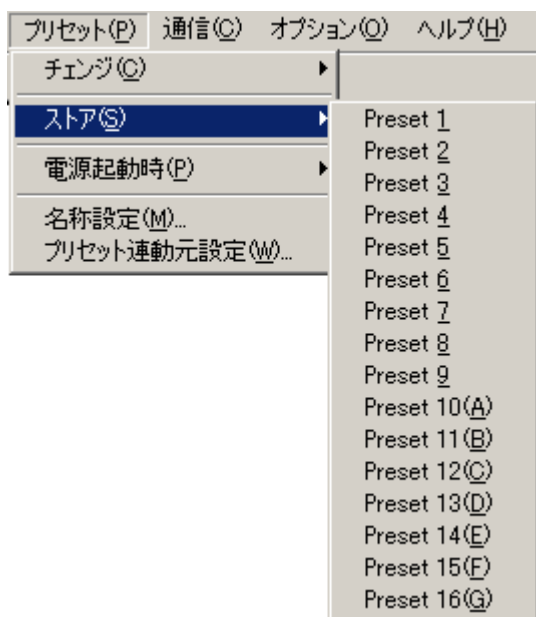 プリセット(P) 通信(C) オプション(O) ヘルプ(H)
チェンジ(C)
ストア(S)
電源起動時(P)
名称設定(M)...
プリセット連動元設定(W)...
Preset 1
Preset 2
Preset 3
Preset 4
Preset 5
Preset 6
Preset 7
Preset 8
Preset 9
Preset 10(A)
Preset 11(B)
Preset 12(C)
Preset 13(D)
Preset 14(E)
Preset 15(F)
Preset 16(G)